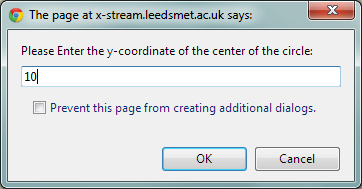 The page at x-stream.leedsmet.ac.uk says:
Please Enter the y-coordinate of the center of the circle:
10
Prevent this page from creating additional dialogs.
OK Cancel